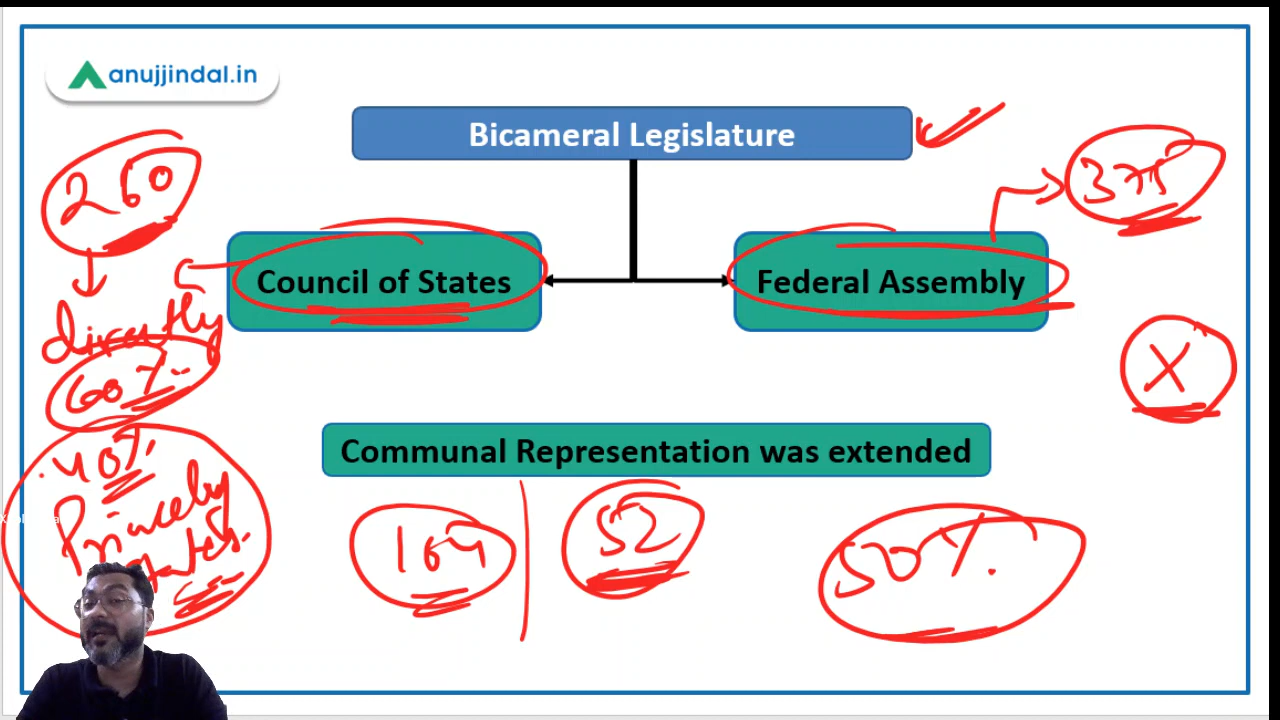 anujjindal.in
Bicameral Legislature
260
375
Council of States
Federal Assembly
directly
60%
X
40%
Communal Representation was extended
Princely
States.
164
52
50%.